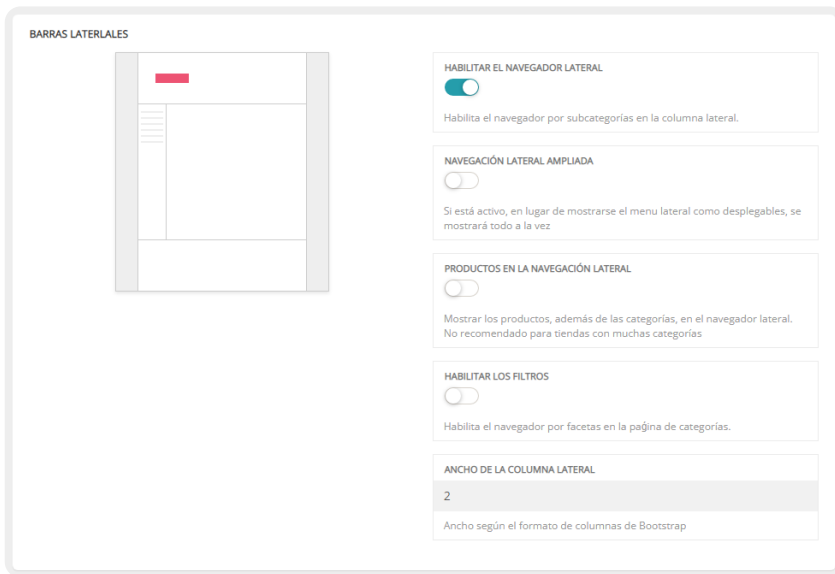 BARRAS LATERLALES
HABILITAR EL NAVEGADOR LATERAL
Habilita el navegador por subcategorías en la columna lateral.
NAVEGACIÓN LATERAL AMPLIADA
Si está activo, en lugar de mostrarse el menu lateral como desplegables, se
mostrará todo a la vez
PRODUCTOS EN LA NAVEGACIÓN LATERAL
Mostrar los productos, además de las categorías, en el navegador lateral.
No recomendado para tiendas con muchas categorías
HABILITAR LOS FILTROS
Habilita el navegador por facetas en la paǵina de categorías.
ANCHO DE LA COLUMNA LATERAL
2
Ancho según el formato de columnas de Bootstrap